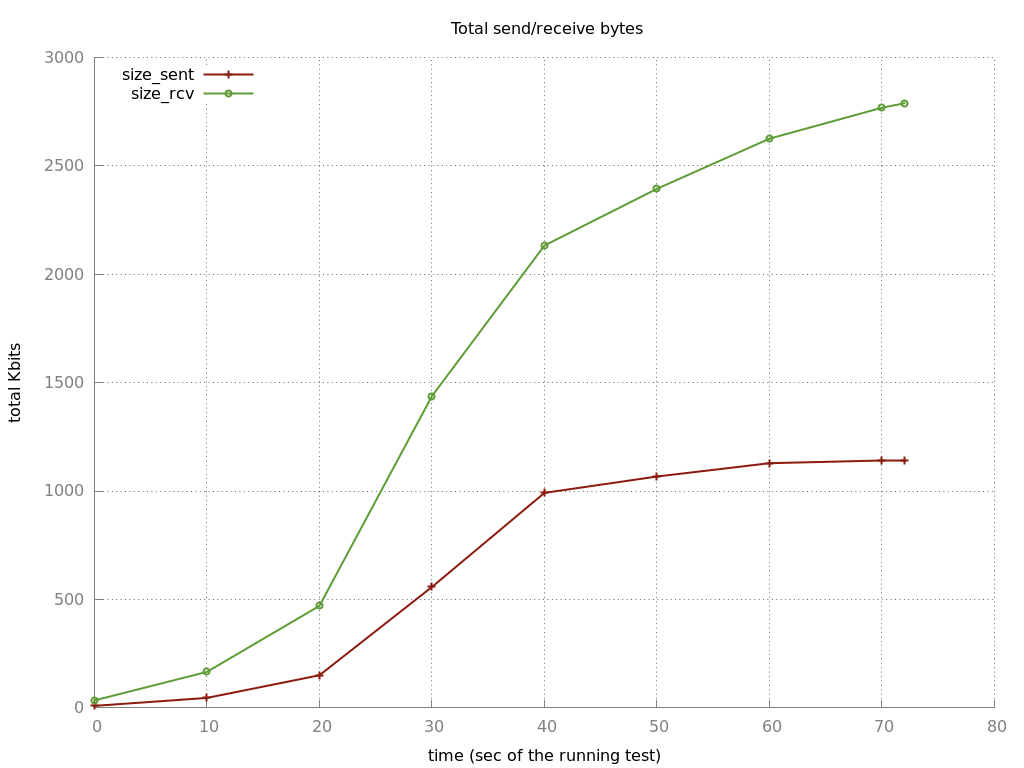 Total send/receive bytes
size_sent
size_rcv
3000
2500
2000
1500
1000
500
0
total Kbits
0 10 20 30 40 50 60 70 80
time (sec of the running test)